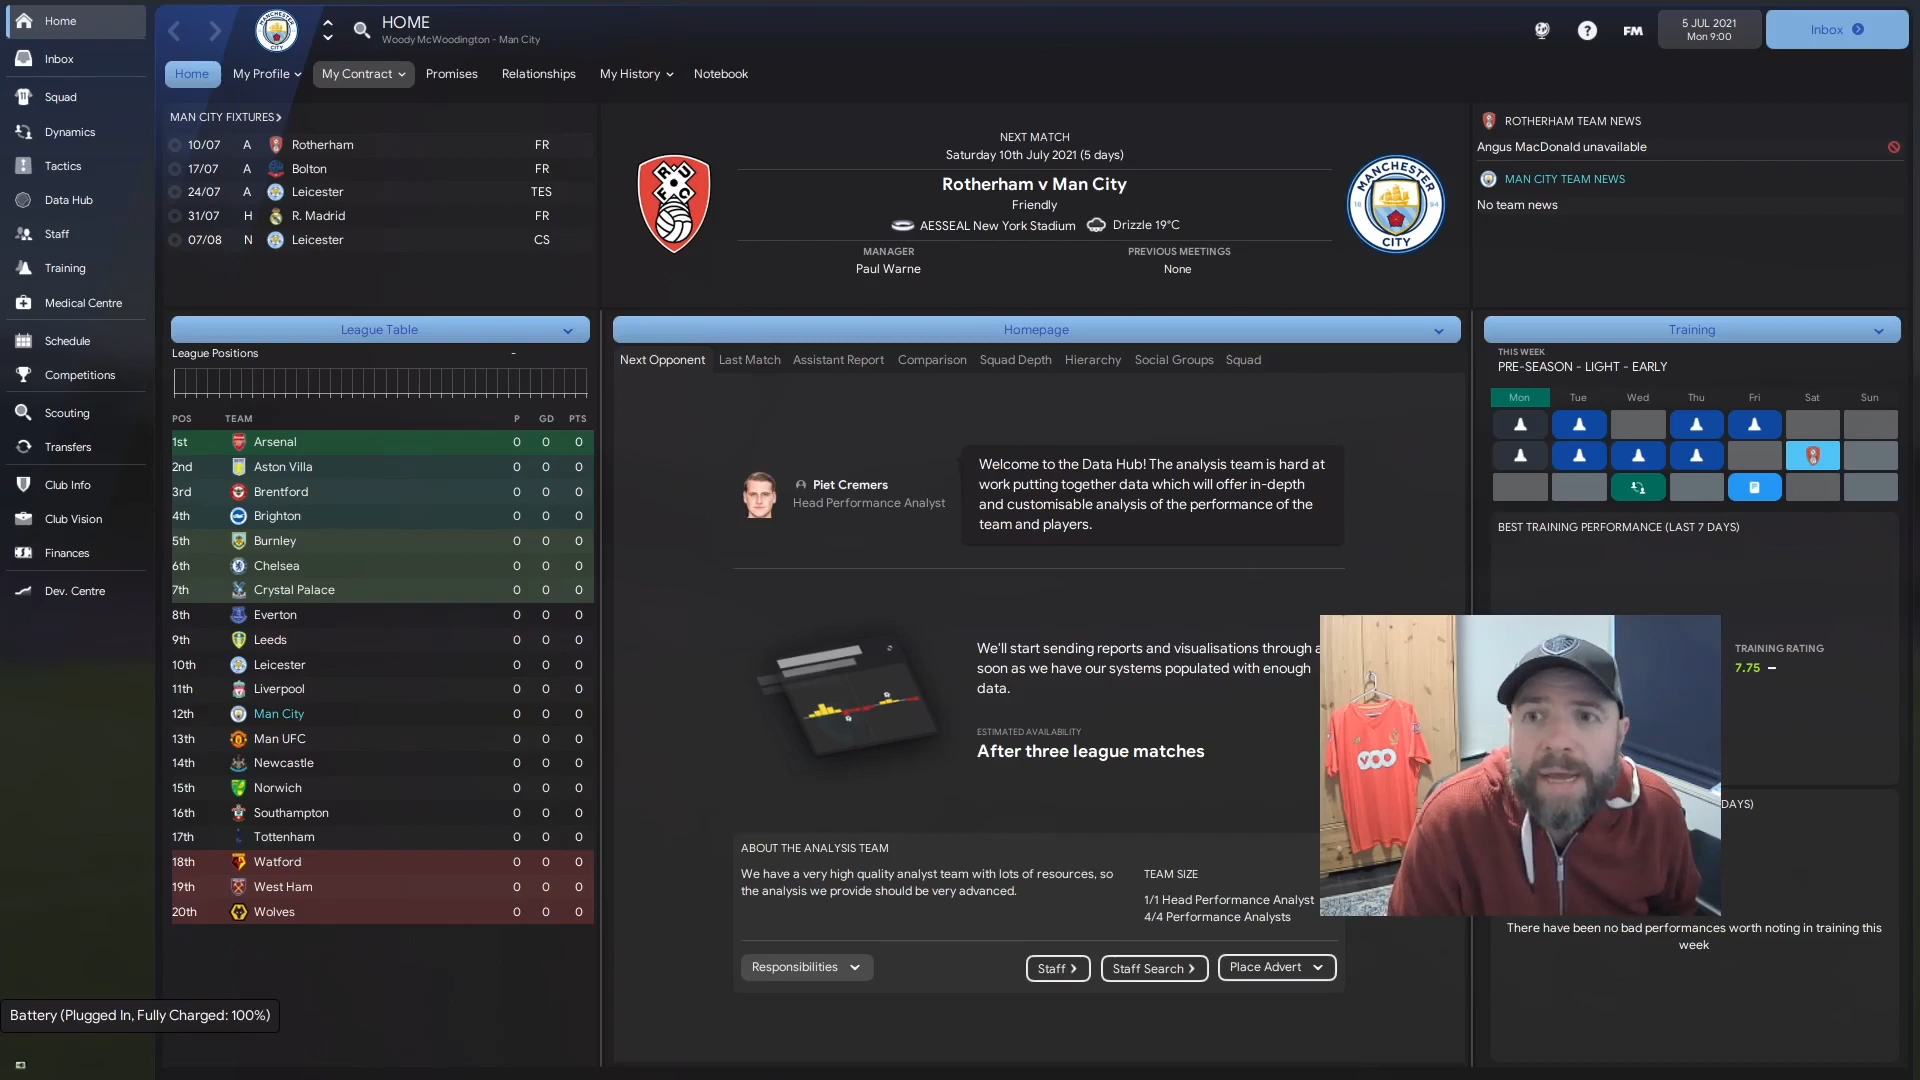 Home
Inbox
Squad
Dynamics
Tactics
Data Hub
Staff
Training
Medical Centre
Schedule
Competitions
Scouting
Transfers
Club Info
Club Vision
Finances
Dev. Centre
Battery (Plugged In, Fully Charged: 100%)
HOME
Woody McWoodington - Man City
FM
5 JUL 2021
Mon 9:00
Inbox
Home
My Profile
My Contract
Promises
Relationships
My History
Notebook
MAN CITY FIXTURES
10/07 A Rotherham FR
17/07 A Bolton FR
24/07 A Leicester TES
31/07 H R. Madrid FR
07/08 N Leicester CS
NEXT MATCH
Saturday 10th July 2021 (5 days)
Rotherham v Man City
Friendly
AESSEAL New York Stadium Drizzle 19°C
MANAGER
Paul Warne
PREVIOUS MEETINGS
None
MANCHESTER
18 94
CITY
ROTHERHAM TEAM NEWS
Angus MacDonald unavailable
MAN CITY TEAM NEWS
No team news
League Table
League Positions -
POS TEAM P GD PTS
1st Arsenal 0 0 0
2nd Aston Villa 0 0 0
3rd Brentford 0 0 0
4th Brighton 0 0 0
5th Burnley 0 0 0
6th Chelsea 0 0 0
7th Crystal Palace 0 0 0
8th Everton 0 0 0
9th Leeds 0 0 0
10th Leicester 0 0 0
11th Liverpool 0 0 0
12th Man City 0 0 0
13th Man UFC 0 0 0
14th Newcastle 0 0 0
15th Norwich 0 0 0
16th Southampton 0 0 0
17th Tottenham 0 0 0
18th Watford 0 0 0
19th West Ham 0 0 0
20th Wolves 0 0 0
Homepage
Next Opponent
Last Match
Assistant Report
Comparison
Squad Depth
Hierarchy
Social Groups
Squad
Piet Cremers
Head Performance Analyst
Welcome to the Data Hub! The analysis team is hard at
work putting together data which will offer in-depth
and customisable analysis of the performance of the
team and players.
We'll start sending reports and visualisations through a
soon as we have our systems populated with enough
data.
ESTIMATED AVAILABILITY
After three league matches
ABOUT THE ANALYSIS TEAM
We have a very high quality analyst team with lots of resources, so
the analysis we provide should be very advanced.
TEAM SIZE
1/1 Head Performance Analyst
4/4 Performance Analysts
Responsibilities
Staff
Staff Search
Place Advert
Training
THIS WEEK
PRE-SEASON - LIGHT - EARLY
Mon Tue Wed Thu Fri Sat Sun
BEST TRAINING PERFORMANCE (LAST 7 DAYS)
TRAINING RATING
7.75 –
DAYS)
VOO
There have been no bad performances worth noting in training this
week